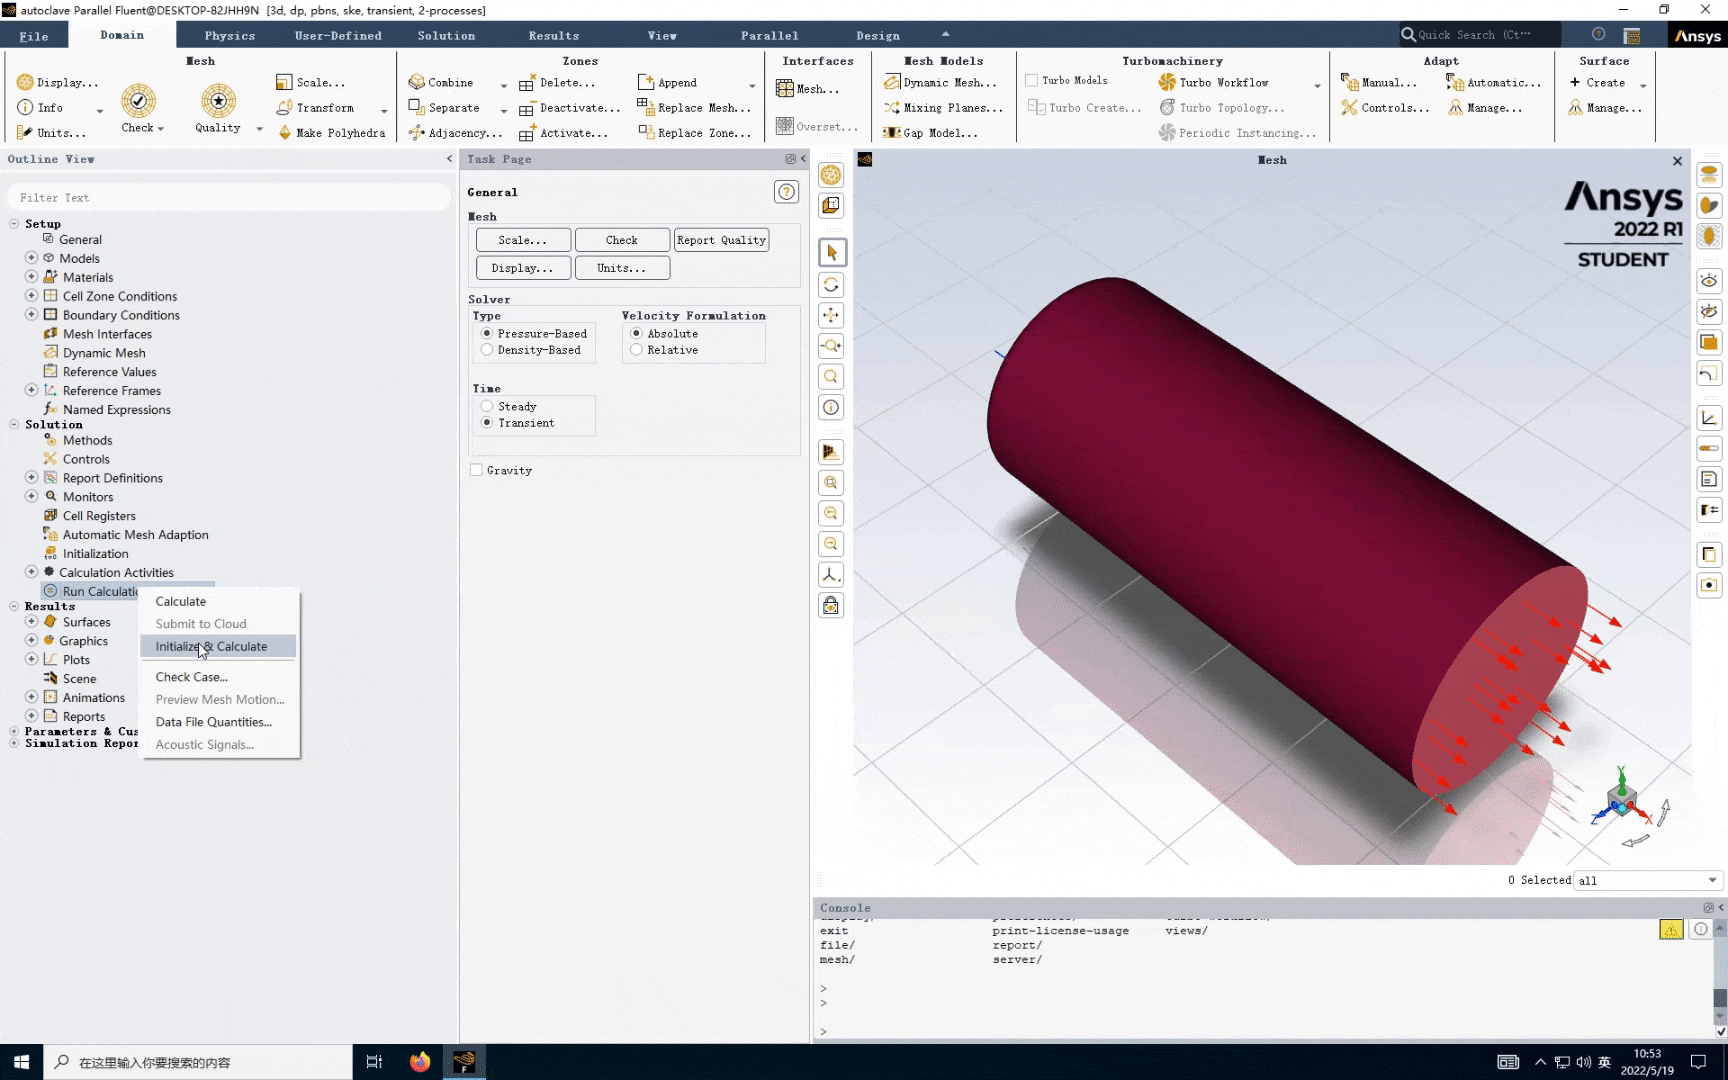 autoclave Parallel Fluent@DESKTOP-82JHH9N [3d, dp, pbns, ske, transient, 2-processes]
File Domain Physics User-Defined Solution Results View Parallel Design Quick Search (Ct··· Ansys
Mesh Zones Interfaces Mesh Models Turbomachinery Adapt Surface
Display... Scale... Combine Delete... Append Mesh... Dynamic Mesh... Turbo Models Turbo Workflow Manual... Automatic... Create
Info Check Quality Transform Separate Deactivate... Replace Mesh... Mixing Planes... Turbo Create... Turbo Topology... Controls... Manage... Manage...
Units... Make Polyhedra Adjacency... Activate... Replace Zone... Overset... Gap Model... Periodic Instancing...
Outline View
Filter Text
Setup
General
Models
Materials
Cell Zone Conditions
Boundary Conditions
Mesh Interfaces
Dynamic Mesh
Reference Values
Reference Frames
Named Expressions
Solution
Methods
Controls
Report Definitions
Monitors
Cell Registers
Automatic Mesh Adaption
Initialization
Calculation Activities
Run Calculatio
Results
Surfaces
Graphics
Plots
Scene
Animations
Reports
Parameters & Cus
Simulation Repor
Calculate
Submit to Cloud
Initialize & Calculate
Check Case...
Preview Mesh Motion...
Data File Quantities...
Acoustic Signals...
Task Page
General
Mesh
Scale... Check Report Quality
Display... Units...
Solver
Type Velocity Formulation
Pressure-Based Absolute
Density-Based Relative
Time
Steady
Transient
Gravity
Mesh
Ansys
2022 R1
STUDENT
Y
Z X
0 Selected all
Console
exit print-license-usage views/
file/ report/
mesh/ server/
>
>
>
在这里输入你要搜索的内容
英
10:53
2022/5/19